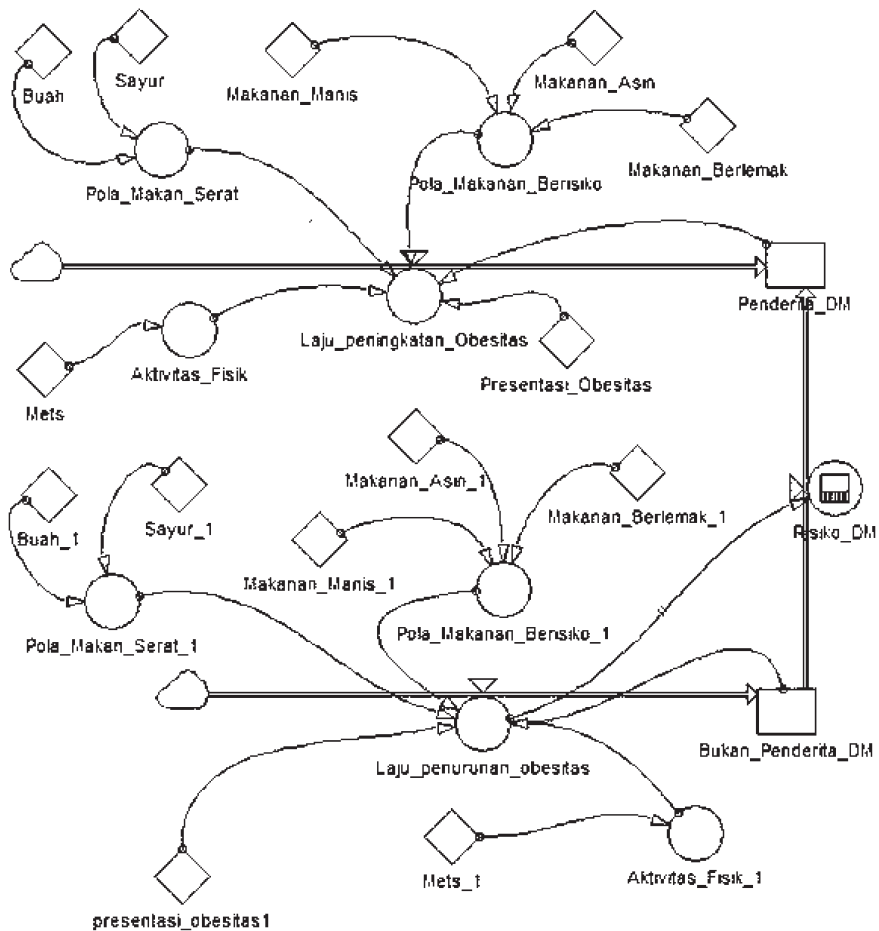 Buah
Sayur
Makanan_Manis
Makanan_Asin
Makanan_Berlemak
Pola_Makan_Serat
Pola_Makanan_Berisiko
Penderita_DM
Laju_peningkatan_Obesitas
Aktivitas_Fisik
Presentasi_Obesitas
Mets
Makanan_Asin_1
Makanan_Berlemak_1
Buah_1
Sayur_1
Risiko_DM
Makanan_Manis_1
Pola_Makan_Serat_1
Pola_Makanan_Berisiko_1
Bukan_Penderita_DM
Laju_penurunan_obesitas
Mets_1
Aktivitas_Fisik_1
presentasi_obesitas1